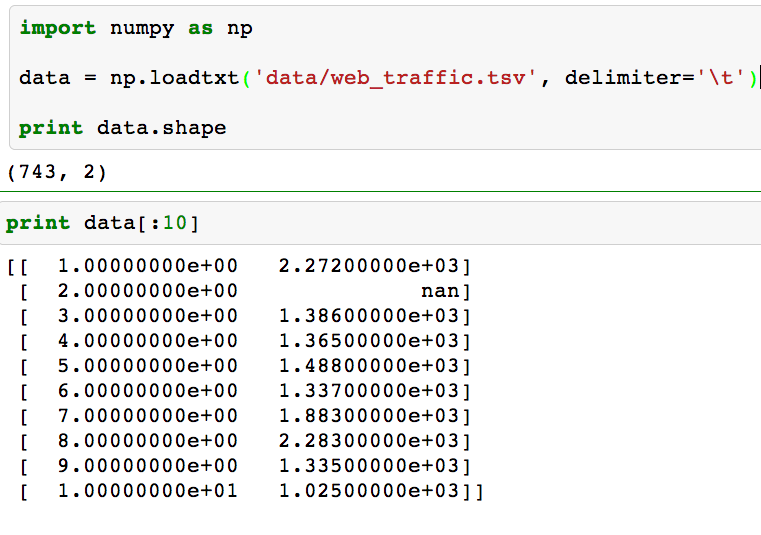 import numpy as np
data = np.loadtxt('data/web_traffic.tsv', delimiter='\t')
print data.shape
(743, 2)
print data[:10]
[[  1.00000000e+00   2.27200000e+03]
 [  2.00000000e+00              nan]
 [  3.00000000e+00   1.38600000e+03]
 [  4.00000000e+00   1.36500000e+03]
 [  5.00000000e+00   1.48800000e+03]
 [  6.00000000e+00   1.33700000e+03]
 [  7.00000000e+00   1.88300000e+03]
 [  8.00000000e+00   2.28300000e+03]
 [  9.00000000e+00   1.33500000e+03]
 [  1.00000000e+01   1.02500000e+03]]